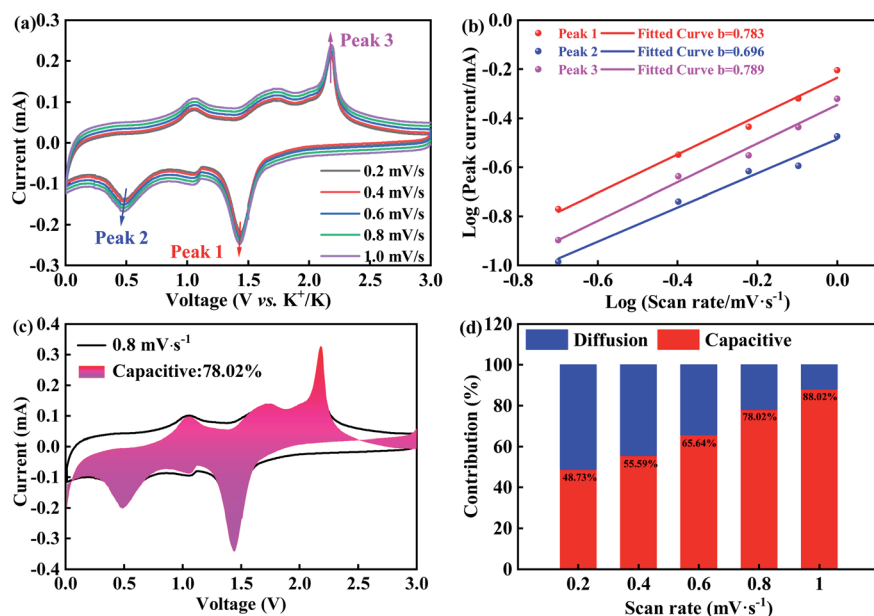 (a)
Peak 3
Peak 2
Peak 1
0.2 mV/s
0.4 mV/s
0.6 mV/s
0.8 mV/s
1.0 mV/s
0.4
0.3
0.2
0.1
0.0
-0.1
-0.2
-0.3
Current (mA)
0.0 0.5 1.0 1.5 2.0 2.5 3.0
Voltage (V vs. K⁺/K)
(b)
Peak 1 Fitted Curve b=0.783
Peak 2 Fitted Curve b=0.696
Peak 3 Fitted Curve b=0.789
0.0
-0.2
-0.4
-0.6
-0.8
-1.0
Log (Peak current/mA)
-0.8 -0.6 -0.4 -0.2 0.0
Log (Scan rate/mV·s⁻¹)
(c)
0.8 mV·s⁻¹
Capacitive:78.02%
0.4
0.3
0.2
0.1
0.0
-0.1
-0.2
-0.3
-0.4
Current (mA)
0.0 0.5 1.0 1.5 2.0 2.5 3.0
Voltage (V)
(d)
Diffusion Capacitive
120
100
80
60
40
20
0
Contribution (%)
48.73%
55.59%
65.64%
78.02%
88.02%
0.2 0.4 0.6 0.8 1
Scan rate (mV·s⁻¹)